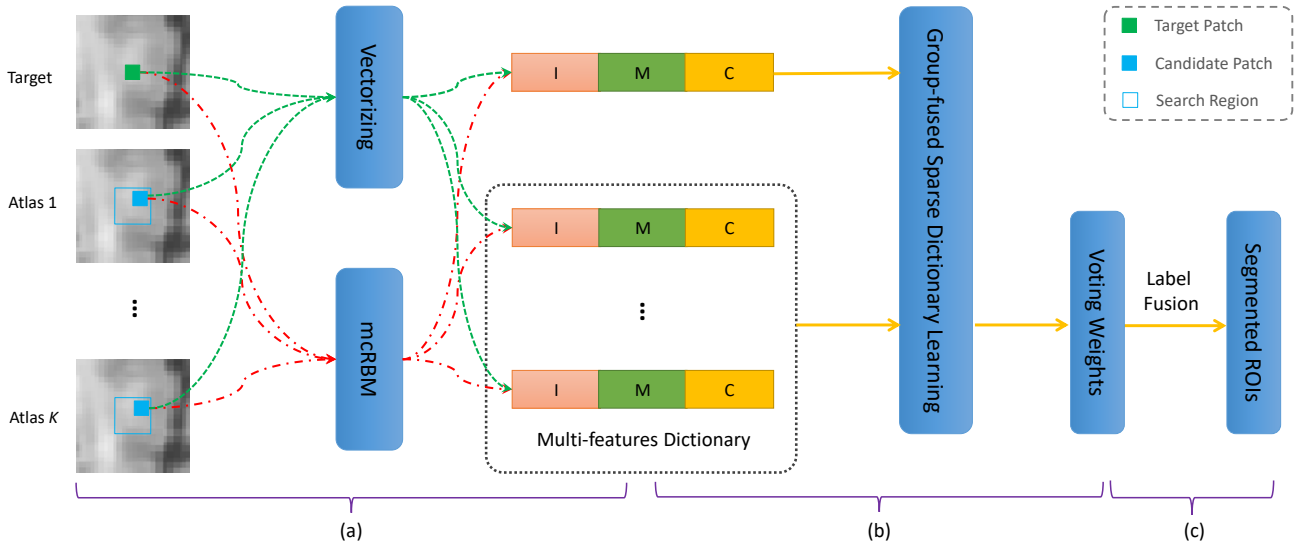 Target
Atlas 1
...
Atlas K
Vectorizing
mcRBM
I M C
I M C
...
I M C
Multi-features Dictionary
Group-fused Sparse Dictionary Learning
Voting Weights
Label
Fusion
Segmented ROIs
Target Patch
Candidate Patch
Search Region
(a)
(b)
(c)